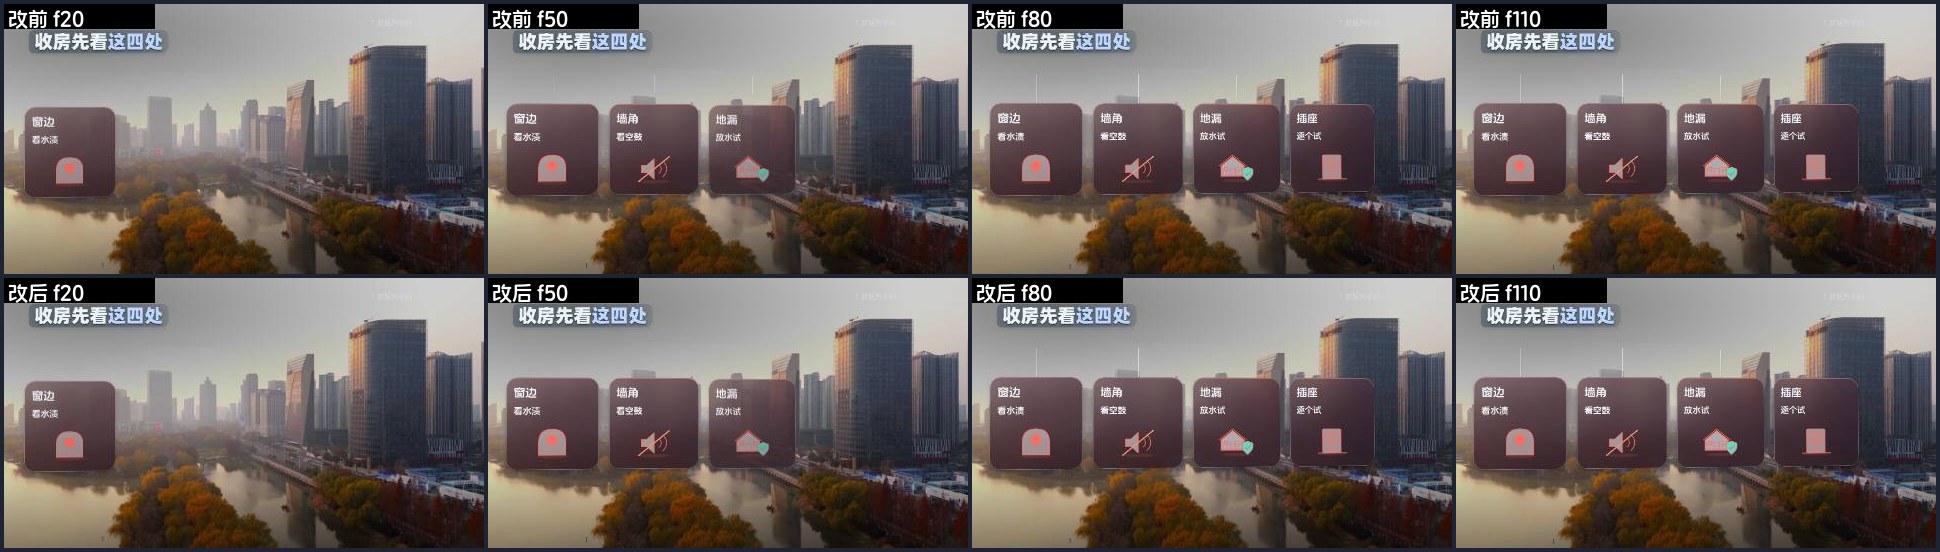 改前 f20
收房先看这四处
窗边
看水渍
改前 f50
收房先看这四处
窗边
看水渍
墙角
看空鼓
地漏
放水试
改前 f80
收房先看这四处
窗边
看水渍
墙角
看空鼓
地漏
放水试
插座
逐个试
改前 f110
收房先看这四处
窗边
看水渍
墙角
看空鼓
地漏
放水试
插座
逐个试
改后 f20
收房先看这四处
窗边
看水渍
改后 f50
收房先看这四处
窗边
看水渍
墙角
看空鼓
地漏
放水试
改后 f80
收房先看这四处
窗边
看水渍
墙角
看空鼓
地漏
放水试
插座
逐个试
改后 f110
收房先看这四处
窗边
看水渍
墙角
看空鼓
地漏
放水试
插座
逐个试